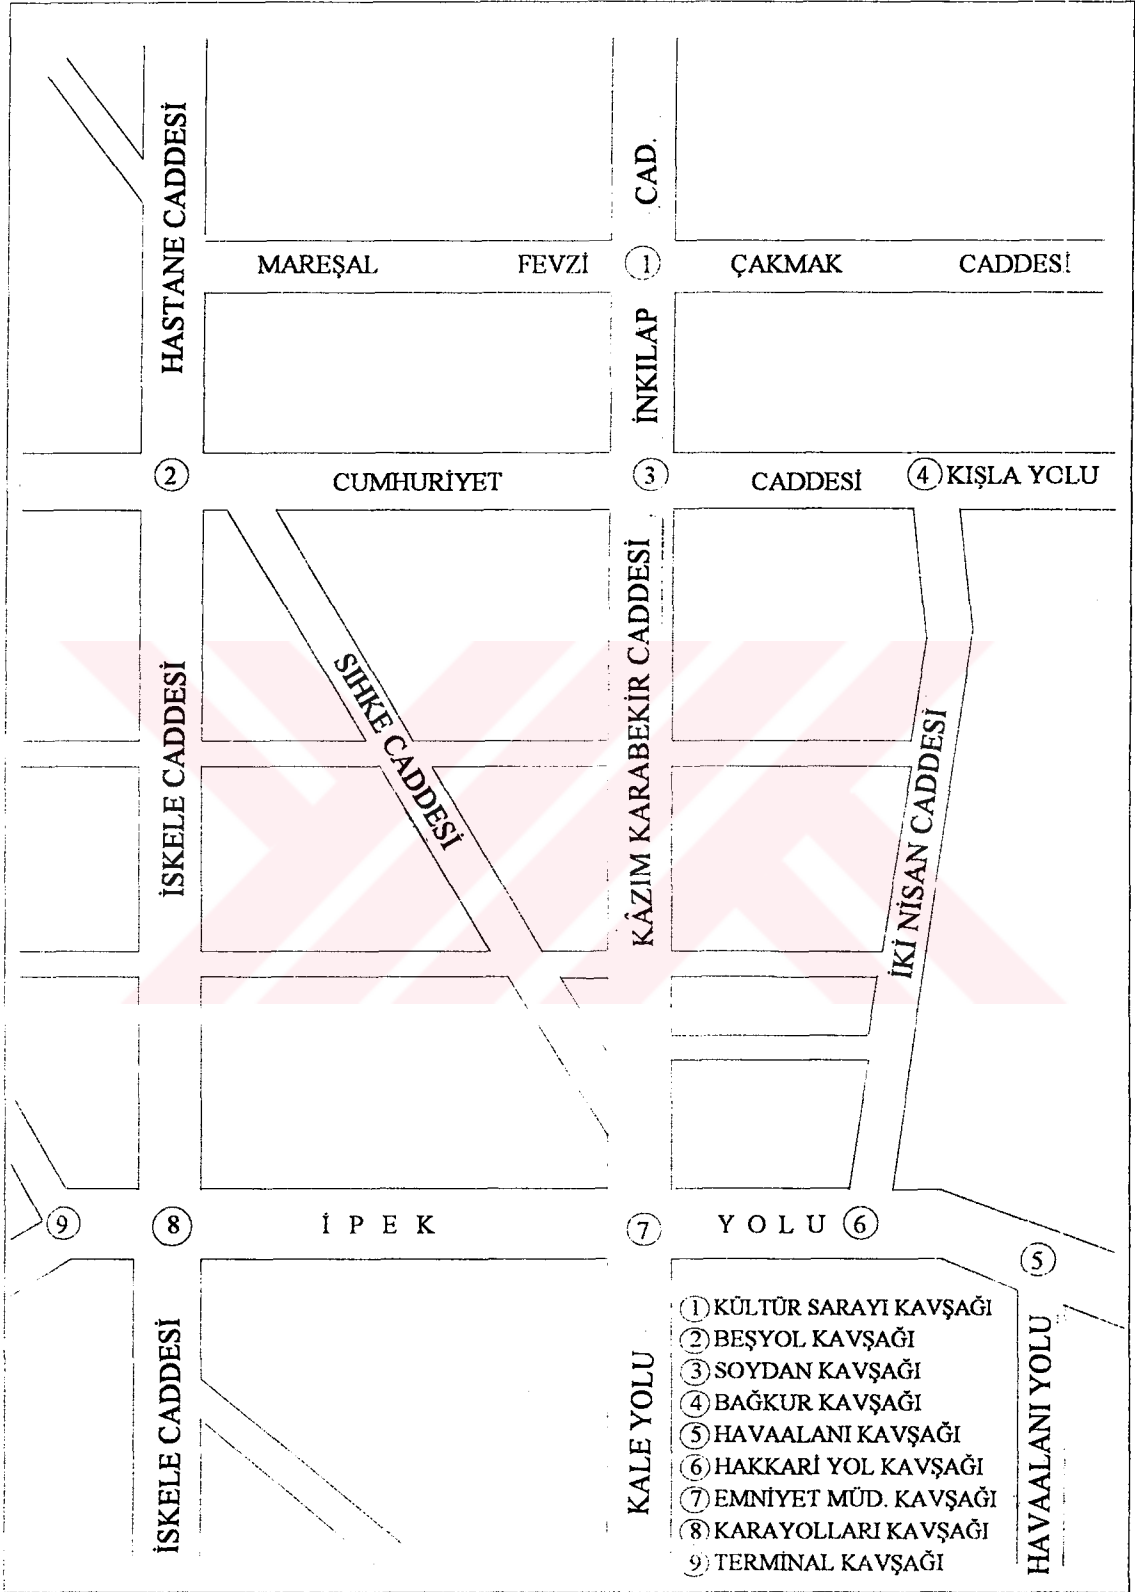 HASTANE CADDESİ
İNKILAP CAD.
MAREŞAL FEVZİ ① ÇAKMAK CADDESİ
② CUMHURİYET ③ CADDESİ ④ KIŞLA YOLU
İSKELE CADDESİ
SIHKE CADDESİ
KÂZIM KARABEKİR CADDESİ
İKİ NİSAN CADDESİ
⑨ ⑧ İPEK ⑦ YOLU ⑥ ⑤
İSKELE CADDESİ
KALE YOLU
HAVAALANI YOLU
① KÜLTÜR SARAYI KAVŞAĞI
② BEŞYOL KAVŞAĞI
③ SOYDAN KAVŞAĞI
④ BAĞKUR KAVŞAĞI
⑤ HAVAALANI KAVŞAĞI
⑥ HAKKARİ YOL KAVŞAĞI
⑦ EMNİYET MÜD. KAVŞAĞI
⑧ KARAYOLLARI KAVŞAĞI
⑨ TERMİNAL KAVŞAĞI